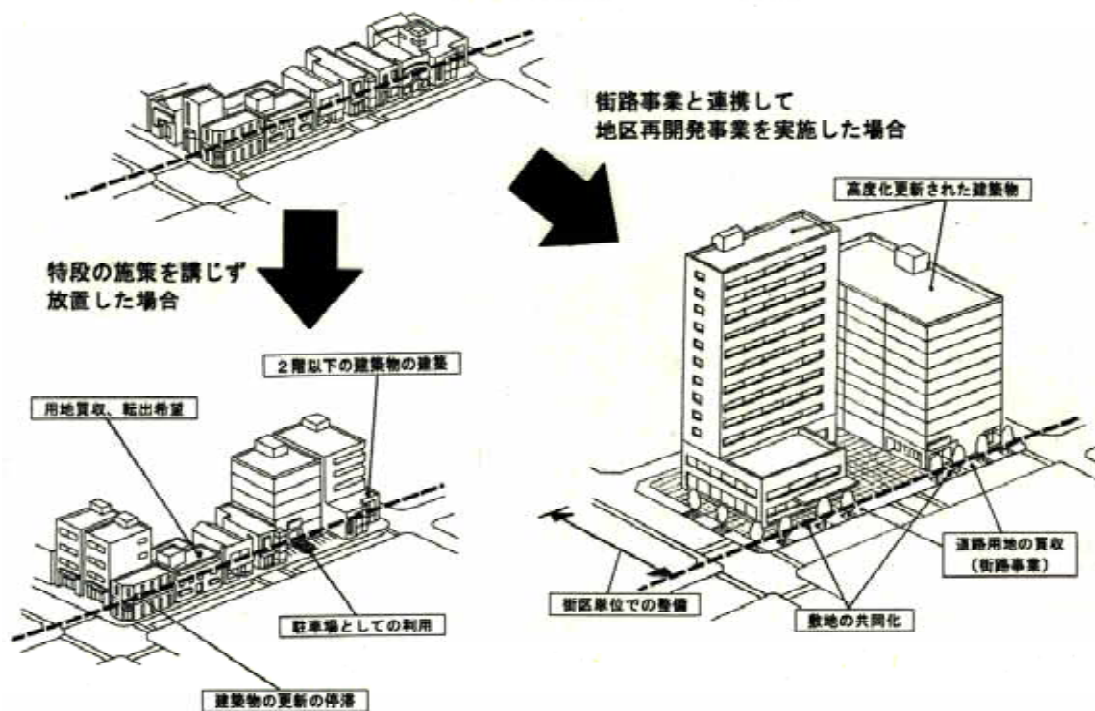 街路事業と連携して
地区再開発事業を実施した場合
高度化更新された建築物
特段の施策を講じず
放置した場合
2階以下の建築物の建築
用地買収、転出希望
道路用地の買収
(街路事業)
街区単位での整備
敷地の共同化
駐車場としての利用
建築物の更新の停滞